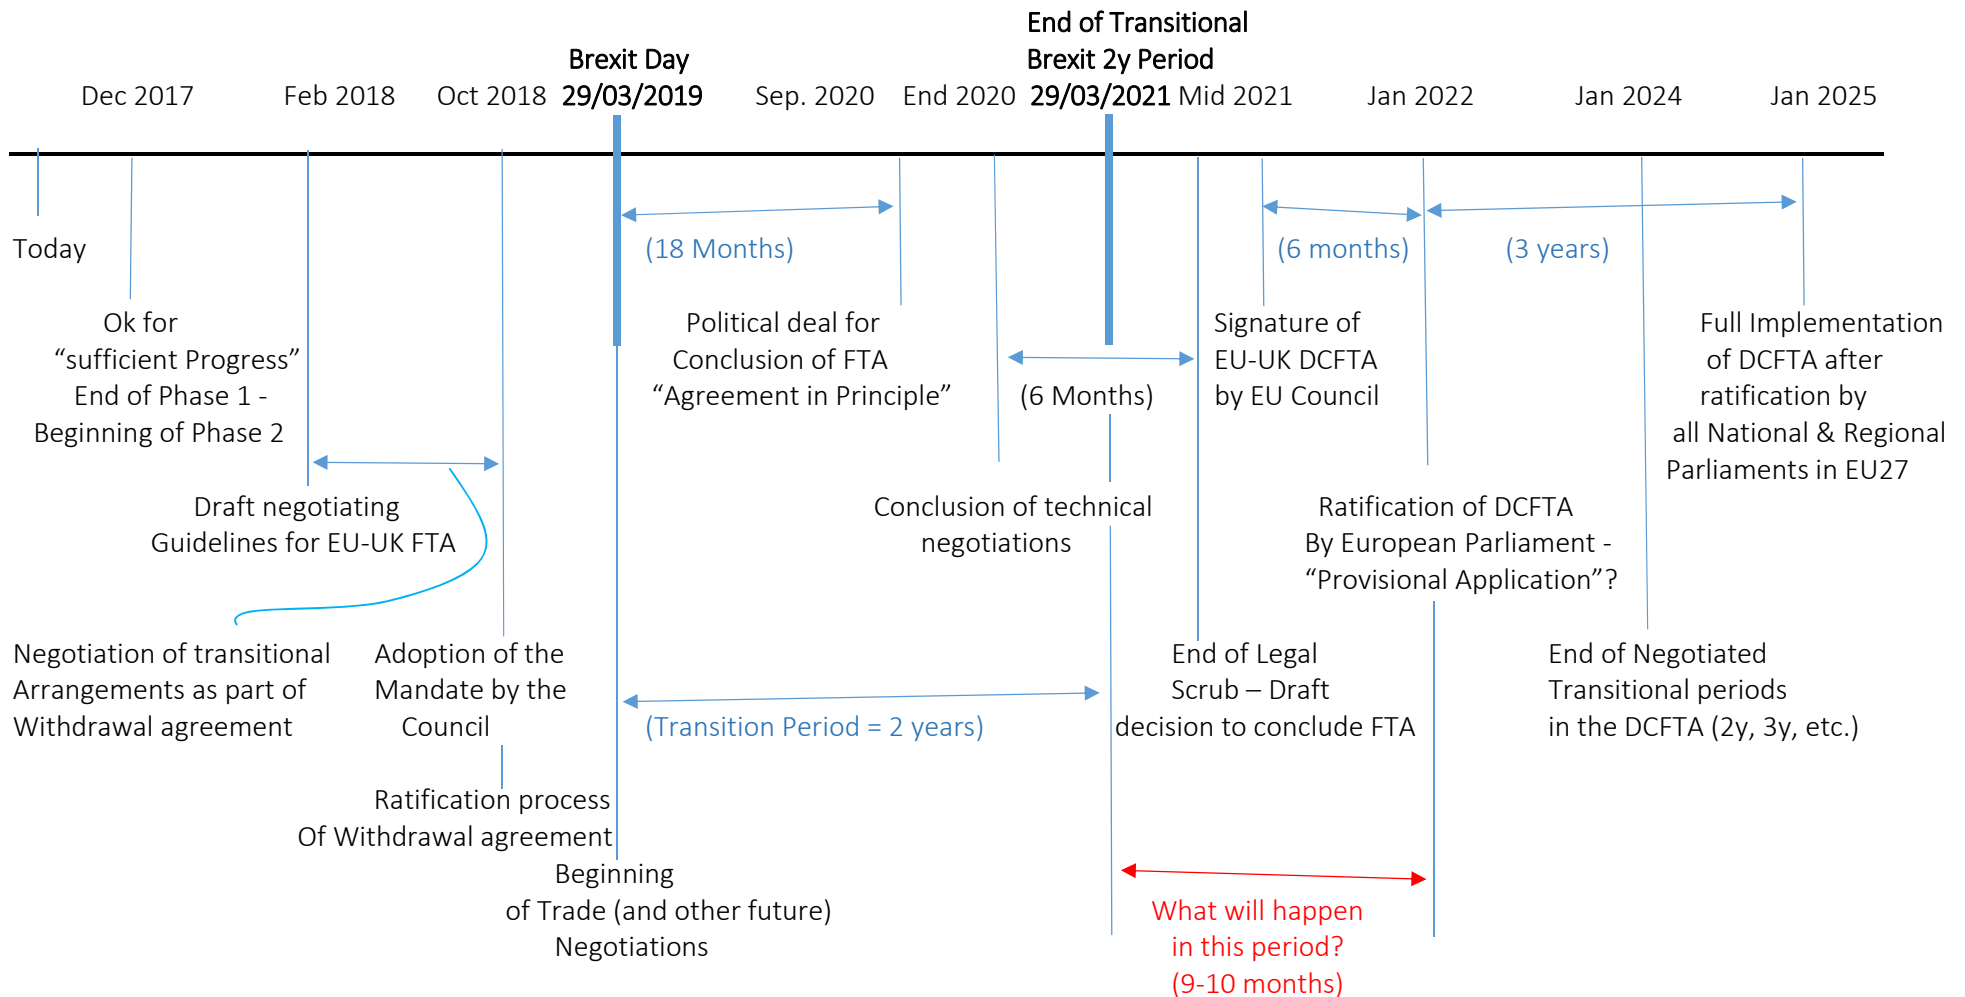 End of Transitional
Brexit Day
Brexit 2y Period
Dec 2017
Feb 2018
Oct 2018
29/03/2019
Sep. 2020
End 2020
29/03/2021
Mid 2021
Jan 2022
Jan 2024
Jan 2025
Today
(18 Months)
(6 months)
(3 years)
Ok for
“sufficient Progress”
End of Phase 1 -
Beginning of Phase 2
Political deal for
Conclusion of FTA
“Agreement in Principle”
(6 Months)
Signature of
EU-UK DCFTA
by EU Council
Full Implementation
of DCFTA after
ratification by
all National & Regional
Parliaments in EU27
Draft negotiating
Guidelines for EU-UK FTA
Conclusion of technical
negotiations
Ratification of DCFTA
By European Parliament -
“Provisional Application”?
Negotiation of transitional
Arrangements as part of
Withdrawal agreement
Adoption of the
Mandate by the
Council
(Transition Period = 2 years)
End of Legal
Scrub – Draft
decision to conclude FTA
End of Negotiated
Transitional periods
in the DCFTA (2y, 3y, etc.)
Ratification process
Of Withdrawal agreement
Beginning
of Trade (and other future)
Negotiations
What will happen
in this period?
(9-10 months)